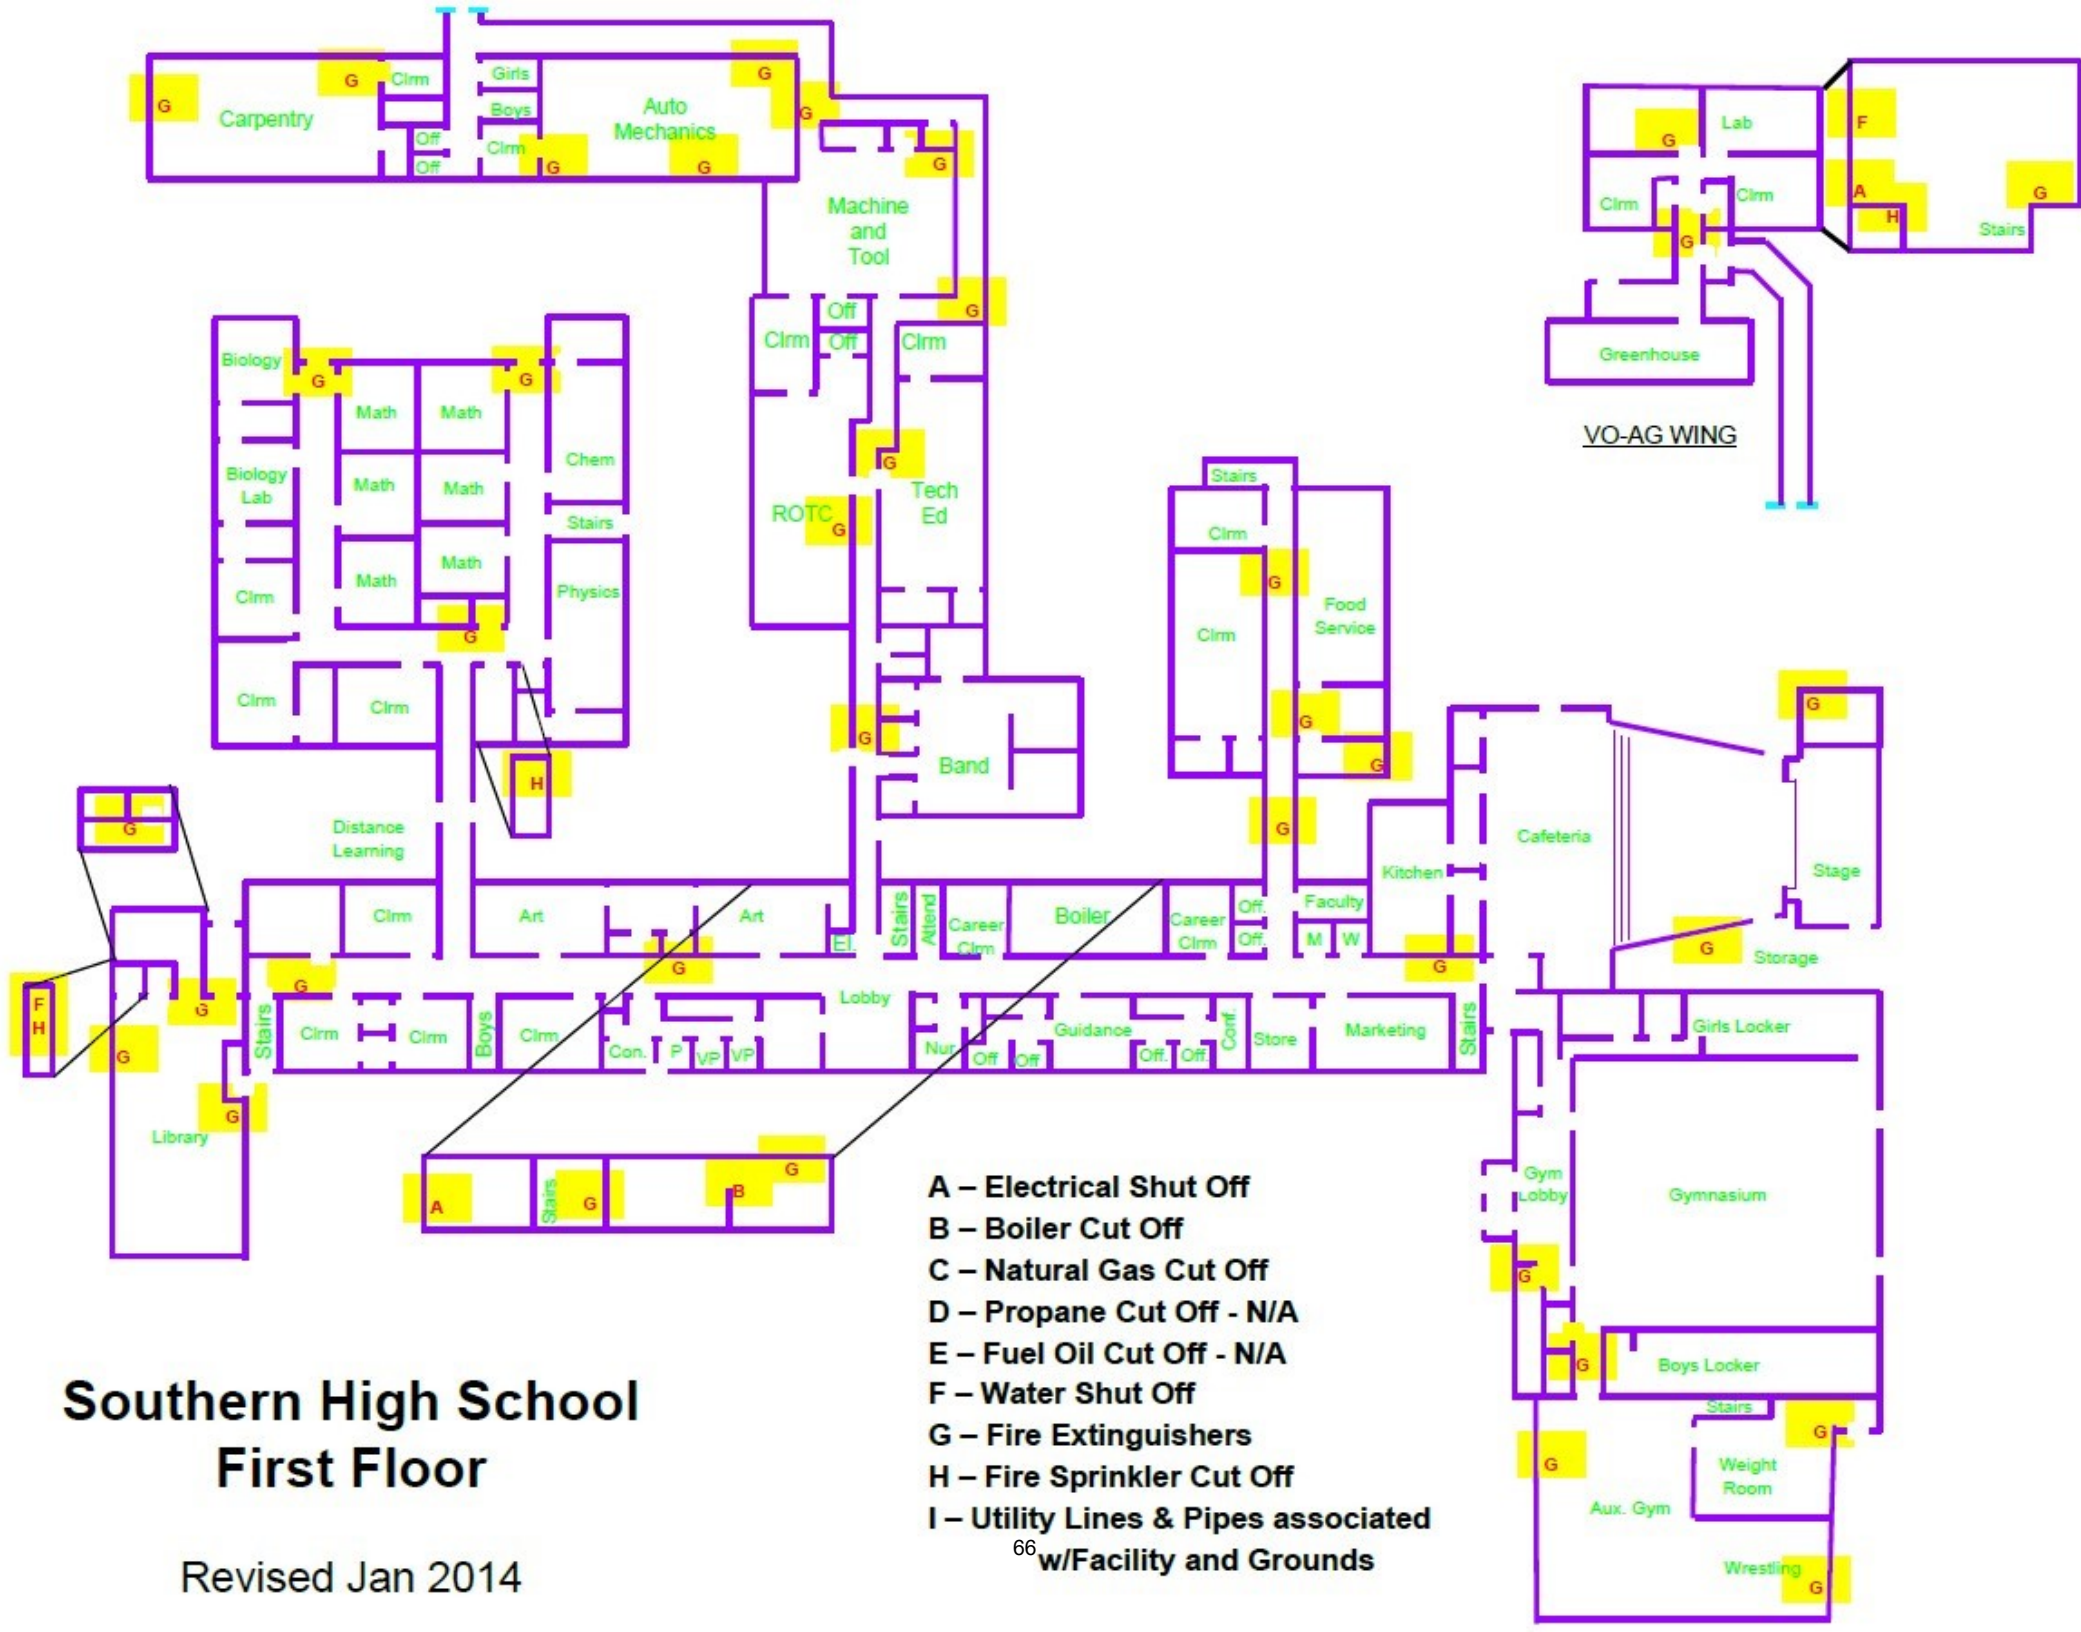 G
Carpentry
G
Clrm
Off
Off
Girls
Boys
Clrm
G
Auto
Mechanics
G
G
G
G
Machine
and
Tool
G
Off
Off
Clrm
Clrm
G
ROTC
G
Tech
Ed
G
Band
Biology
G
G
Math
Math
Biology
Lab
Math
Math
Chem
Stairs
Clrm
Math
Math
Physics
G
Clrm
Clrm
H
Distance
Learning
Lab
G
F
A
H
G
Clrm
Clrm
Stairs
G
Greenhouse
VO-AG WING
Stairs
Clrm
G
Clrm
Food
Service
G
G
G
G
Cafeteria
Kitchen
Stage
G
Storage
G
G
F
H
G
G
G
Library
G
Clrm
Art
Art
El.
Stairs
Attend
Career
Clrm
Boiler
Career
Clrm
Off.
Off.
Faculty
M
W
G
G
Lobby
Stairs
Clrm
Clrm
Boys
Clrm
Con.
P
VP
VP
Nur
Off
Off
Guidance
Off.
Off.
Conf.
Store
Marketing
Stairs
Girls Locker
Gym
Lobby
Gymnasium
G
G
Boys Locker
Stairs
G
G
Weight
Room
Aux. Gym
Wrestling
G
A
Stairs
G
B
G
A – Electrical Shut Off
B – Boiler Cut Off
C – Natural Gas Cut Off
D – Propane Cut Off - N/A
E – Fuel Oil Cut Off - N/A
F – Water Shut Off
G – Fire Extinguishers
H – Fire Sprinkler Cut Off
I – Utility Lines & Pipes associated
w/Facility and Grounds
66
Southern High School
First Floor
Revised Jan 2014